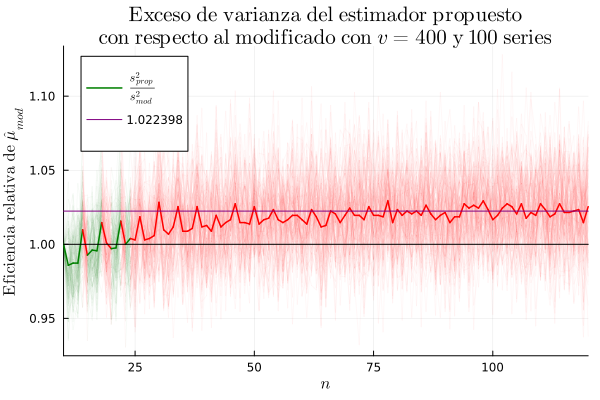 Exceso de varianza del estimador propuesto
con respecto al modificado con v = 400 y 100 series
s²prop
s²mod
1.022398
1.10
1.05
1.00
0.95
Eficiencia relativa de μ̂mod
25 50 75 100
n